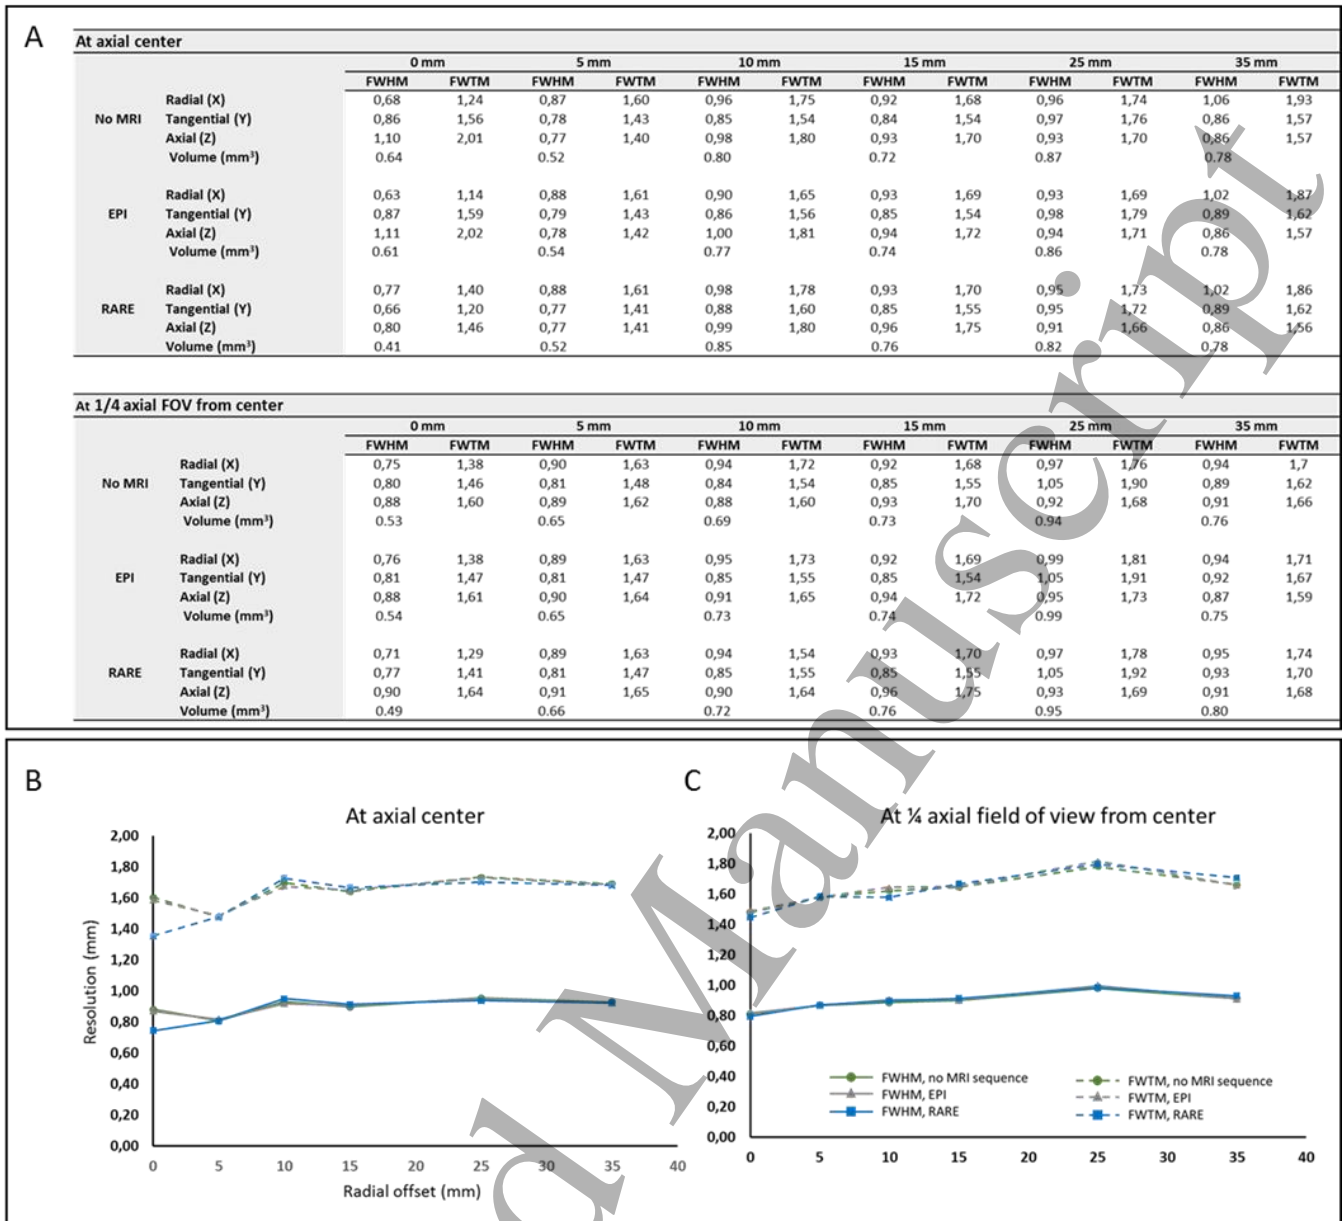 A
At axial center
0 mm 5 mm 10 mm 15 mm 25 mm 35 mm
FWHM FWTM FWHM FWTM FWHM FWTM FWHM FWTM FWHM FWTM FWHM FWTM
Radial (X) 0,68 1,24 0,87 1,60 0,96 1,75 0,92 1,68 0,96 1,74 1,06 1,93
No MRI Tangential (Y) 0,86 1,56 0,78 1,43 0,85 1,54 0,84 1,54 0,97 1,76 0,86 1,57
Axial (Z) 1,10 2,01 0,77 1,40 0,98 1,80 0,93 1,70 0,93 1,70 0,86 1,57
Volume (mm³) 0.64 0.52 0.80 0.72 0.87 0.78
Radial (X) 0,63 1,14 0,88 1,61 0,90 1,65 0,93 1,69 0,93 1,69 1,02 1,87
EPI Tangential (Y) 0,87 1,59 0,79 1,43 0,86 1,56 0,85 1,54 0,98 1,79 0,89 1,62
Axial (Z) 1,11 2,02 0,78 1,42 1,00 1,81 0,94 1,72 0,94 1,71 0,86 1,57
Volume (mm³) 0.61 0.54 0.77 0.74 0.86 0.78
Radial (X) 0,77 1,40 0,88 1,61 0,98 1,78 0,93 1,70 0,95 1,73 1,02 1,86
RARE Tangential (Y) 0,66 1,20 0,77 1,41 0,88 1,60 0,85 1,55 0,95 1,72 0,89 1,62
Axial (Z) 0,80 1,46 0,77 1,41 0,99 1,80 0,96 1,75 0,91 1,66 0,86 1,56
Volume (mm³) 0.41 0.52 0.85 0.76 0.82 0.78
At 1/4 axial FOV from center
0 mm 5 mm 10 mm 15 mm 25 mm 35 mm
FWHM FWTM FWHM FWTM FWHM FWTM FWHM FWTM FWHM FWTM FWHM FWTM
Radial (X) 0,75 1,38 0,90 1,63 0,94 1,72 0,92 1,68 0,97 1,76 0,94 1,7
No MRI Tangential (Y) 0,80 1,46 0,81 1,48 0,84 1,54 0,85 1,55 1,05 1,90 0,89 1,62
Axial (Z) 0,88 1,60 0,89 1,62 0,88 1,60 0,93 1,70 0,92 1,68 0,91 1,66
Volume (mm³) 0.53 0.65 0.69 0.73 0.94 0.76
Radial (X) 0,76 1,38 0,89 1,63 0,95 1,73 0,92 1,69 0,99 1,81 0,94 1,71
EPI Tangential (Y) 0,81 1,47 0,81 1,47 0,85 1,55 0,85 1,54 1,05 1,91 0,92 1,67
Axial (Z) 0,88 1,61 0,90 1,64 0,91 1,65 0,94 1,72 0,95 1,73 0,87 1,59
Volume (mm³) 0.54 0.65 0.73 0.74 0.99 0.75
Radial (X) 0,71 1,29 0,89 1,63 0,94 1,54 0,93 1,70 0,97 1,78 0,95 1,74
RARE Tangential (Y) 0,77 1,41 0,81 1,47 0,85 1,55 0,85 1,55 1,05 1,92 0,93 1,70
Axial (Z) 0,90 1,64 0,91 1,65 0,90 1,64 0,96 1,75 0,93 1,69 0,91 1,68
Volume (mm³) 0.49 0.66 0.72 0.76 0.95 0.80
B
At axial center
2,00
1,80
1,60
1,40
1,20
1,00
0,80
0,60
0,40
0,20
0,00
0 5 10 15 20 25 30 35 40
Resolution (mm)
Radial offset (mm)
C
At ¼ axial field of view from center
2,00
1,80
1,60
1,40
1,20
1,00
0,80
0,60
0,40
0,20
0,00
0 5 10 15 20 25 30 35 40
FWHM, no MRI sequence
FWHM, EPI
FWHM, RARE
FWTM, no MRI sequence
FWTM, EPI
FWTM, RARE
d Manuscript